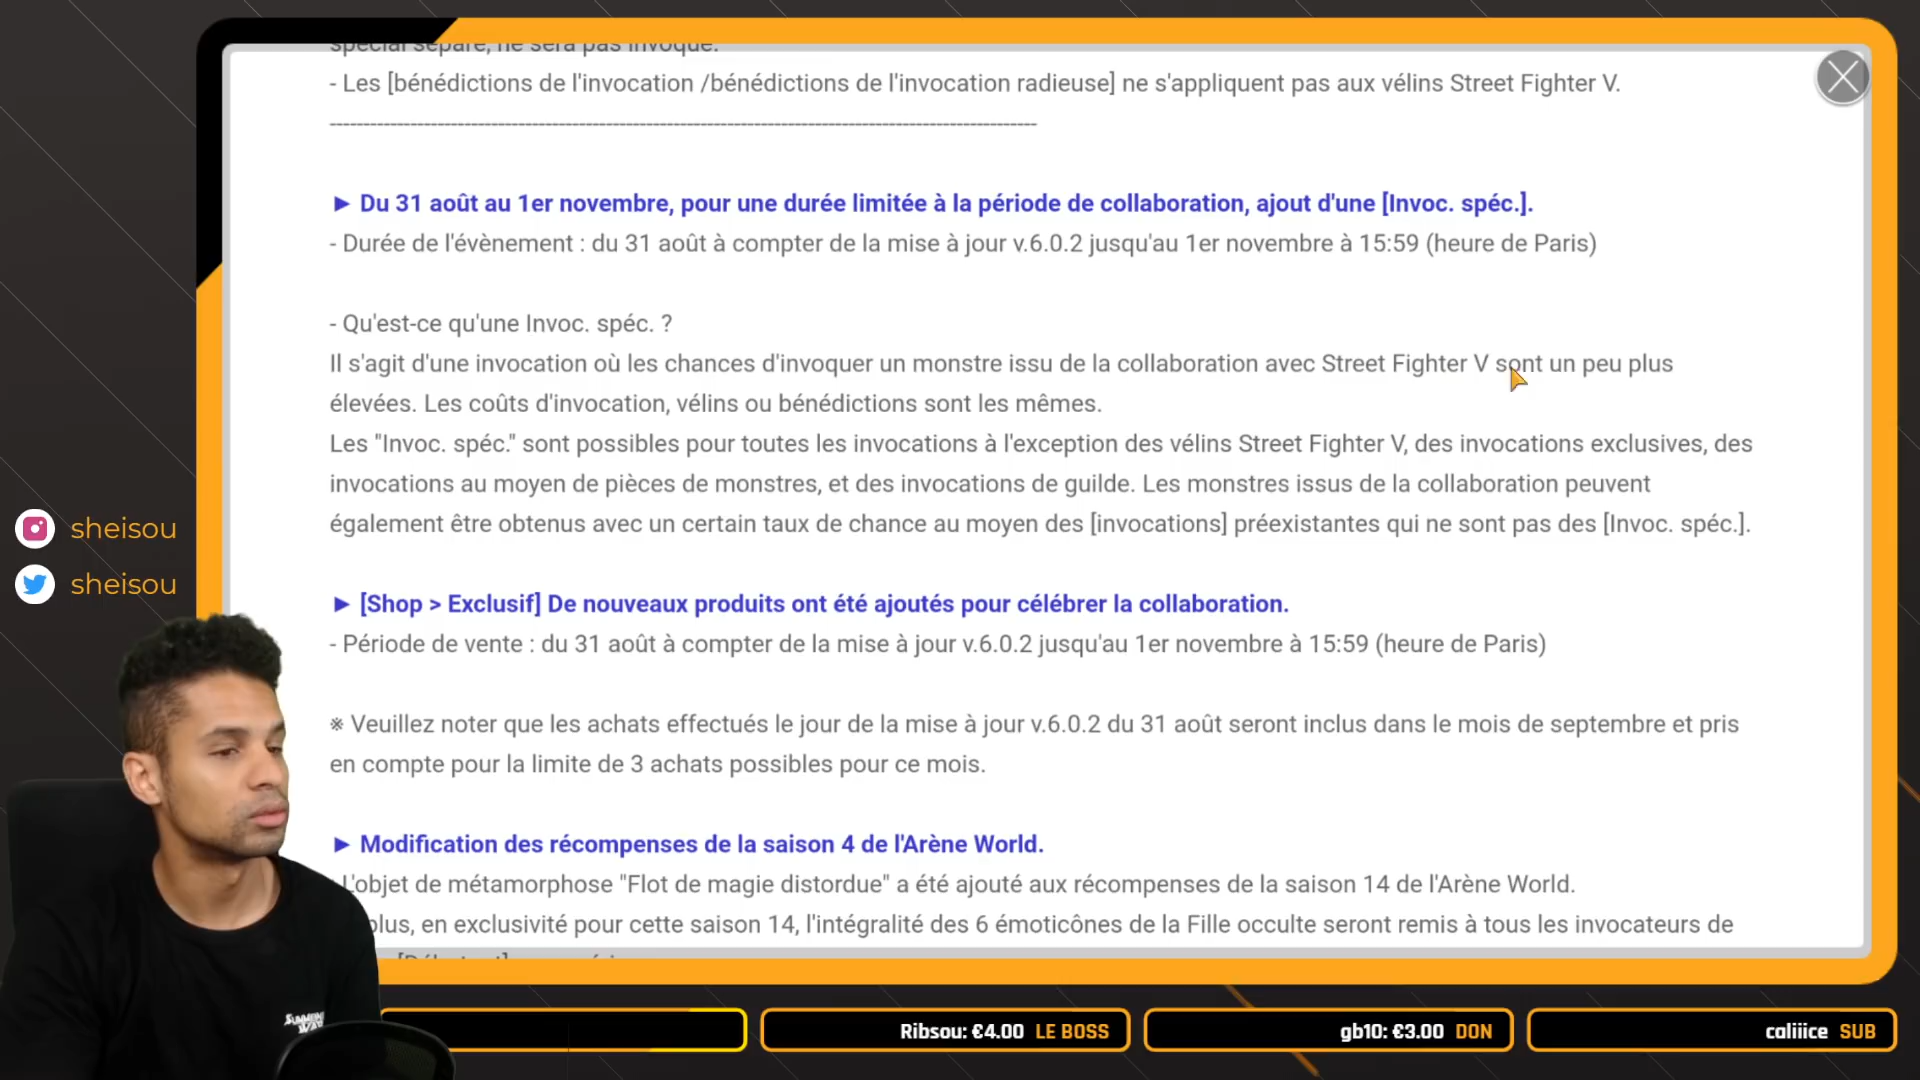 spécial séparé, ne sera pas invoqué.
- Les [bénédictions de l'invocation /bénédictions de l'invocation radieuse] ne s'appliquent pas aux vélins Street Fighter V.
----------------------------------------------------------------------------------------------------
► Du 31 août au 1er novembre, pour une durée limitée à la période de collaboration, ajout d'une [Invoc. spéc.].
- Durée de l'évènement : du 31 août à compter de la mise à jour v.6.0.2 jusqu'au 1er novembre à 15:59 (heure de Paris)
- Qu'est-ce qu'une Invoc. spéc. ?
Il s'agit d'une invocation où les chances d'invoquer un monstre issu de la collaboration avec Street Fighter V sont un peu plus
élevées. Les coûts d'invocation, vélins ou bénédictions sont les mêmes.
Les "Invoc. spéc." sont possibles pour toutes les invocations à l'exception des vélins Street Fighter V, des invocations exclusives, des
invocations au moyen de pièces de monstres, et des invocations de guilde. Les monstres issus de la collaboration peuvent
également être obtenus avec un certain taux de chance au moyen des [invocations] préexistantes qui ne sont pas des [Invoc. spéc.].
► [Shop > Exclusif] De nouveaux produits ont été ajoutés pour célébrer la collaboration.
- Période de vente : du 31 août à compter de la mise à jour v.6.0.2 jusqu'au 1er novembre à 15:59 (heure de Paris)
※ Veuillez noter que les achats effectués le jour de la mise à jour v.6.0.2 du 31 août seront inclus dans le mois de septembre et pris
en compte pour la limite de 3 achats possibles pour ce mois.
► Modification des récompenses de la saison 4 de l'Arène World.
L'objet de métamorphose "Flot de magie distordue" a été ajouté aux récompenses de la saison 14 de l'Arène World.
plus, en exclusivité pour cette saison 14, l'intégralité des 6 émoticônes de la Fille occulte seront remis à tous les invocateurs de
sheisou
sheisou
SUMMONERS WAR
Ribsou: €4.00 LE BOSS
gb10: €3.00 DON
caliiice SUB